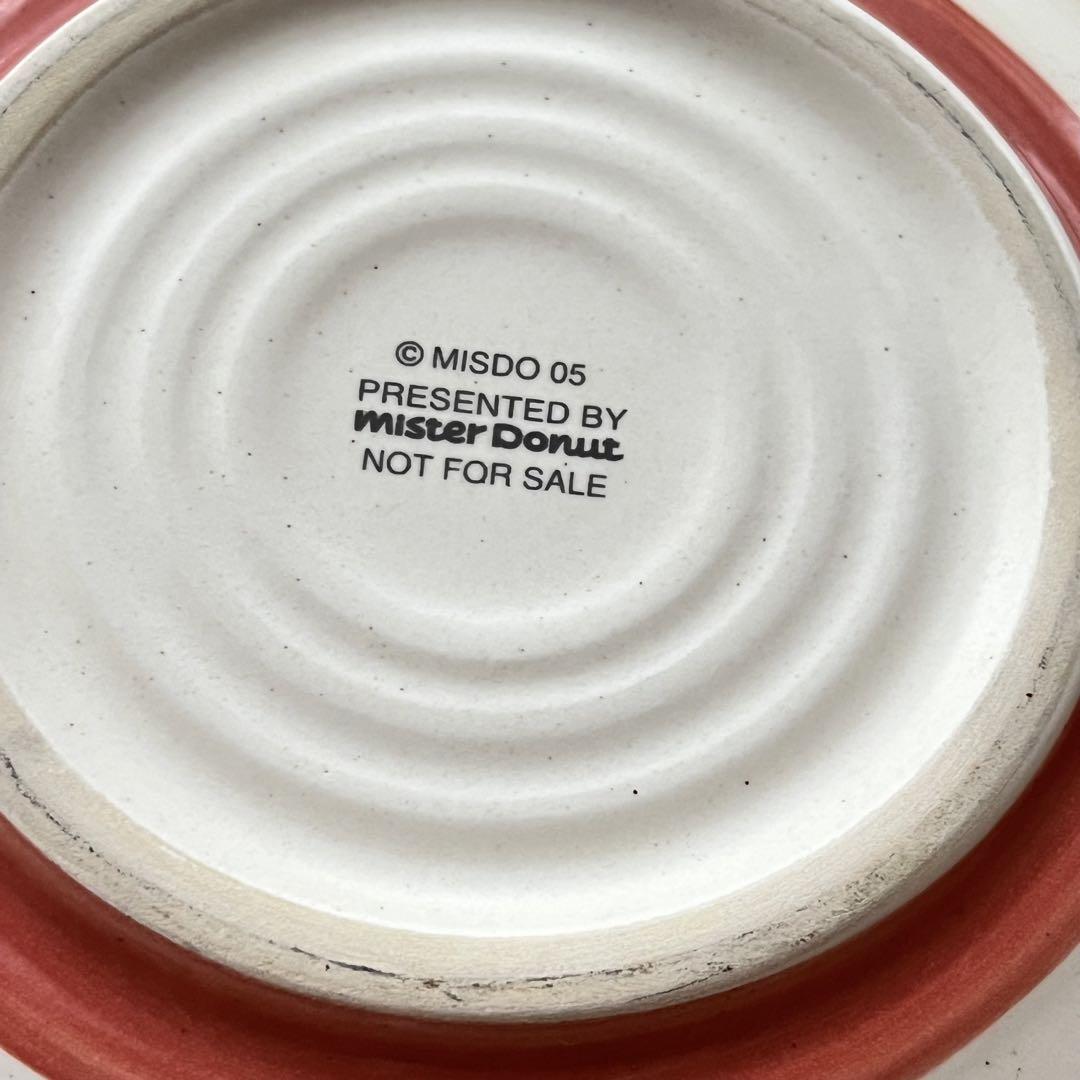 © MISDO 05
PRESENTED BY
mister Donut
NOT FOR SALE